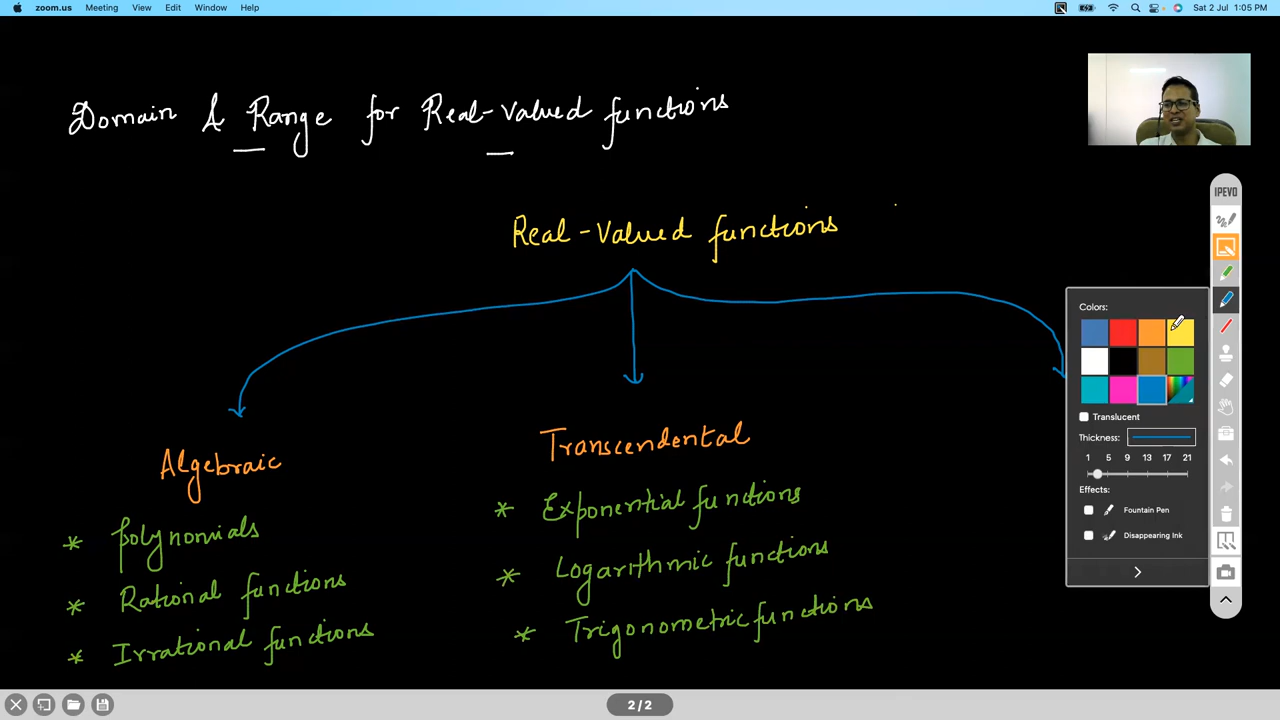 zoom.us Meeting View Edit Window Help Sat 2 Jul 1:05 PM
Domain & Range for Real-Valued functions
IPEVO
Real-Valued functions
Colors:
Translucent
Thickness:
1 5 9 13 17 21
Effects:
Fountain Pen
Disappearing Ink
Algebraic
* polynomials
* Rational functions
* Irrational functions
Transcendental
* Exponential functions
* Logarithmic functions
* Trigonometric functions
2/2